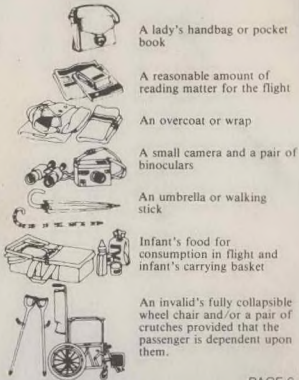 A lady's handbag or pocket
book
A reasonable amount of
reading matter for the flight
An overcoat or wrap
A small camera and a pair of
binoculars
An umbrella or walking
stick
Infant's food for
consumption in flight and
infant's carrying basket
An invalid's fully collapsible
wheel chair and/or a pair of
crutches provided that the
passenger is dependent upon
them.
PAGE